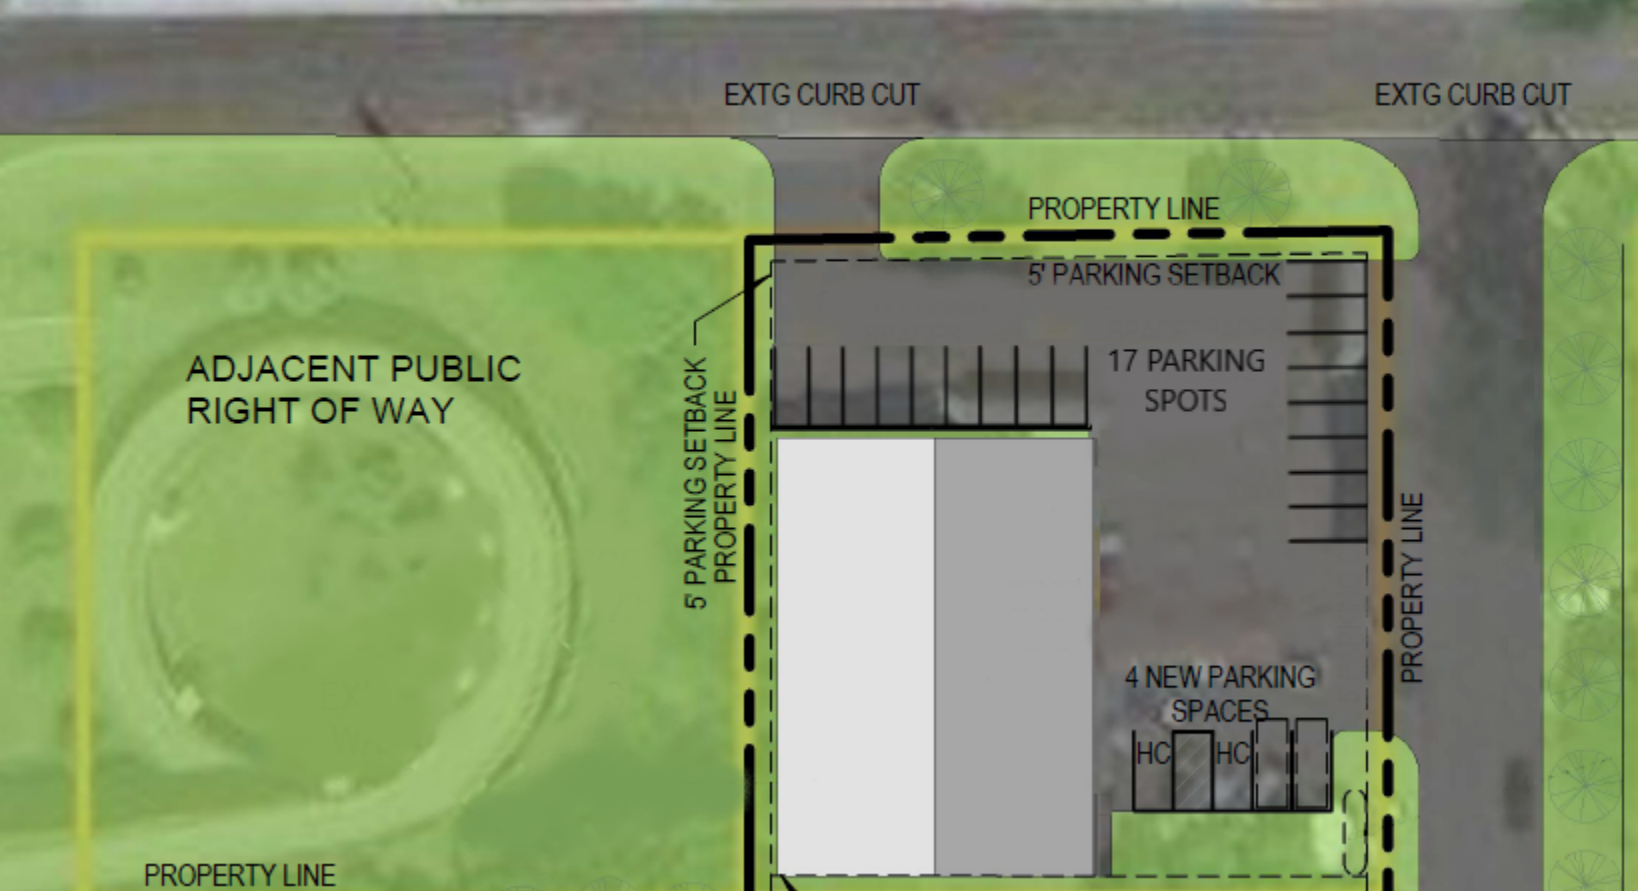 EXTG CURB CUT
EXTG CURB CUT
PROPERTY LINE
5' PARKING SETBACK
ADJACENT PUBLIC
RIGHT OF WAY
5' PARKING SETBACK
PROPERTY LINE
17 PARKING
SPOTS
PROPERTY LINE
4 NEW PARKING
SPACES
HC
HC
PROPERTY LINE